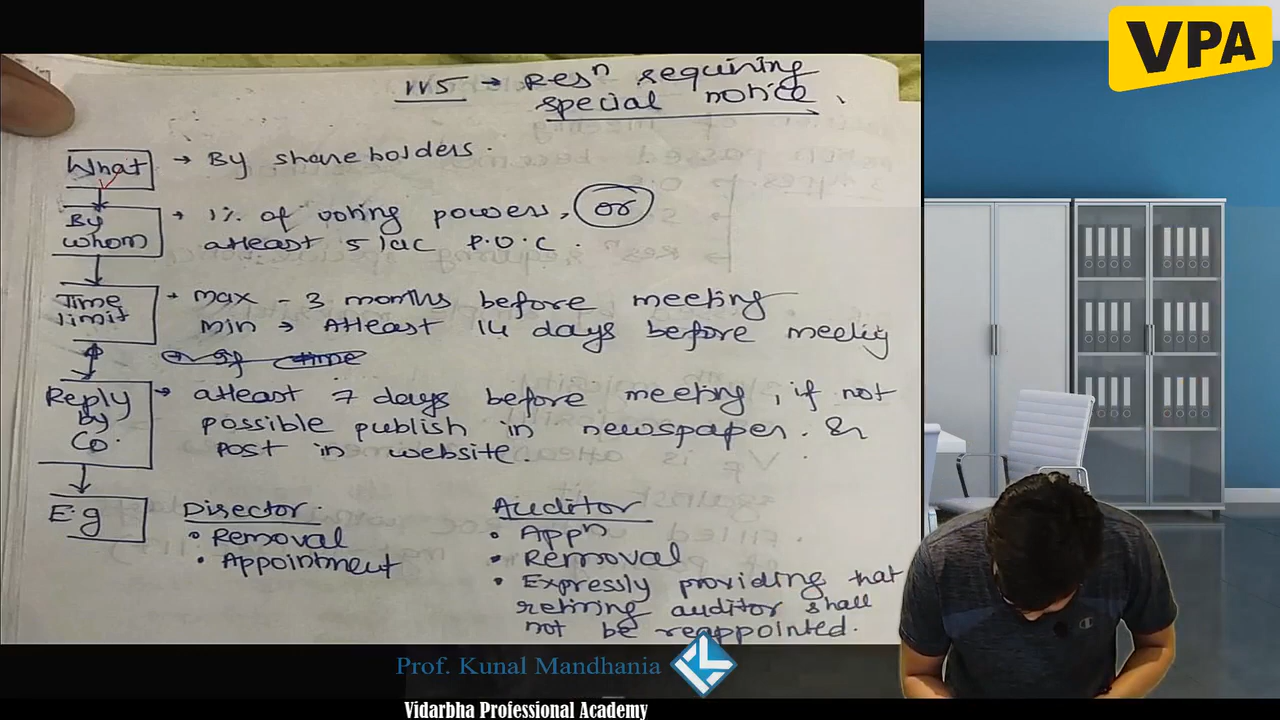 VPA
115 → Resⁿ requiring
special notice.
What → By shareholders.
By whom → 1% of voting powers, or
atleast 5 lac P.O.C.
Time limit → max - 3 months before meeting
min → Atleast 14 days before meetig
Reply by Co. → atleast 7 days before meeting, if not
possible publish in newspaper. &
post in website.
E.g
Director.
• Removal
• Appointment
Auditor
• Appⁿ
• Removal
• Expressly providing that
retiring auditor shall
not be reappointed.
Prof. Kunal Mandhania
Vidarbha Professional Academy